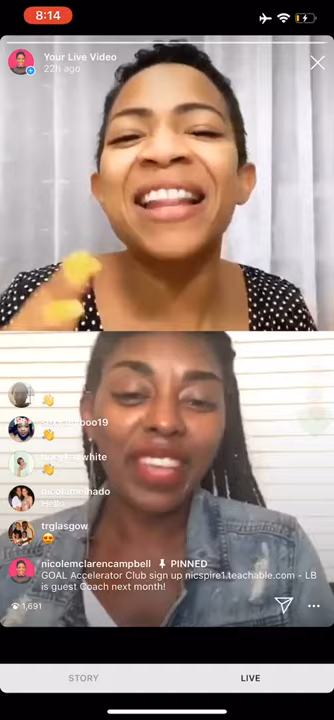 8:14
Your Live Video
22h ago
trglasgow
nicolemclarencampbell PINNED
GOAL Accelerator Club sign up nicspire1.teachable.com - LB
is guest Coach next month!
1,691
STORY
LIVE